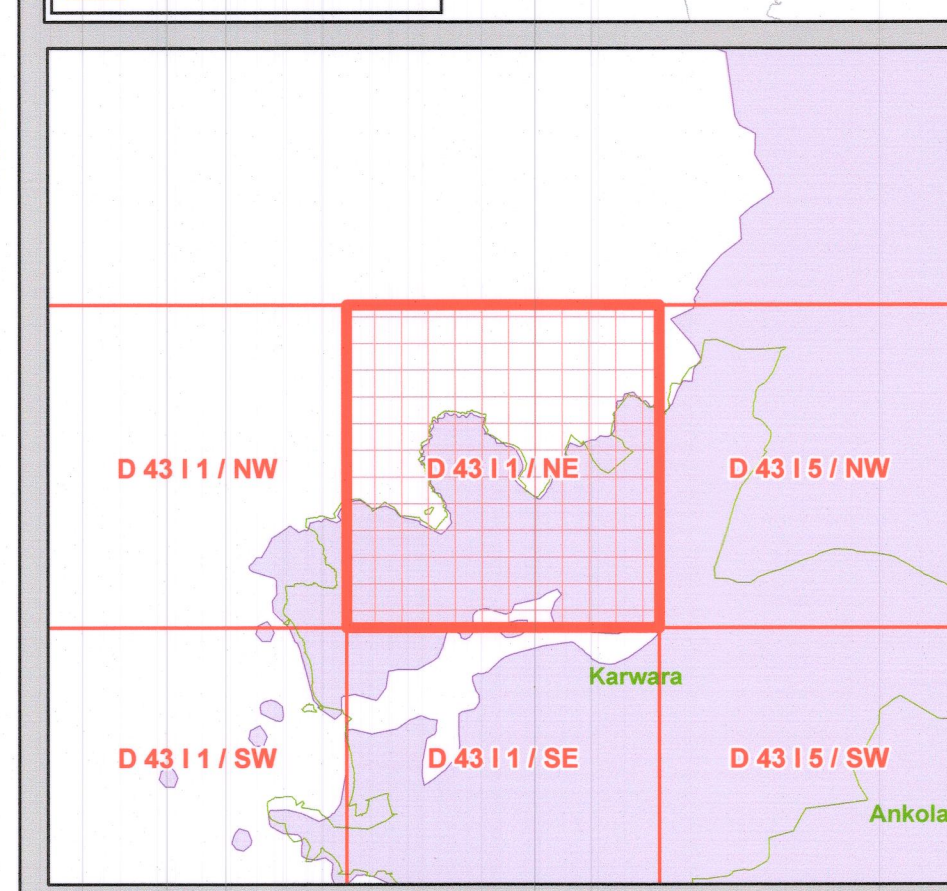 D 43 I 1 / NW
D 43 I 1 / NE
D 43 I 5 / NW
Karwara
D 43 I 1 / SW
D 43 I 1 / SE
D 43 I 5 / SW
Ankola